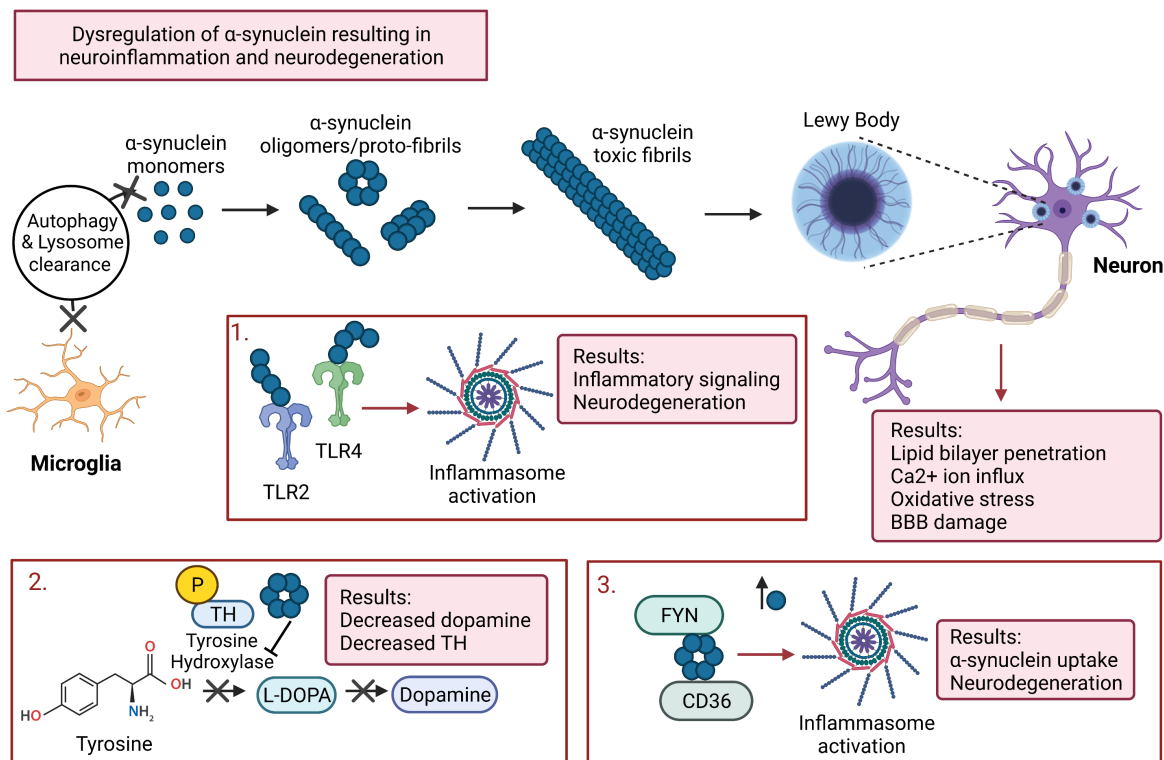 Dysregulation of α-synuclein resulting in
neuroinflammation and neurodegeneration
α-synuclein
monomers
α-synuclein
oligomers/proto-fibrils
α-synuclein
toxic fibrils
Lewy Body
Autophagy
& Lysosome
clearance
Neuron
Microglia
1.
TLR2
TLR4
Inflammasome
activation
Results:
Inflammatory signaling
Neurodegeneration
Results:
Lipid bilayer penetration
Ca2+ ion influx
Oxidative stress
BBB damage
2.
P
TH
Tyrosine
Hydroxylase
Results:
Decreased dopamine
Decreased TH
O
OH
HO
NH2
Tyrosine
L-DOPA
Dopamine
3.
FYN
CD36
Inflammasome
activation
Results:
α-synuclein uptake
Neurodegeneration